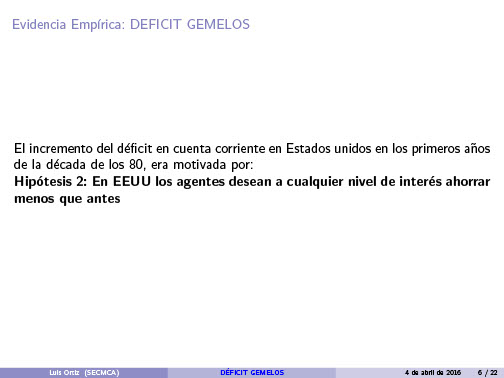 Evidencia Empírica: DEFICIT GEMELOS
El incremento del déficit en cuenta corriente en Estados unidos en los primeros años
de la década de los 80, era motivada por:
Hipótesis 2: En EEUU los agentes desean a cualquier nivel de interés ahorrar
menos que antes
Luis Ortiz (SECMCA) DÉFICIT GEMELOS 4 de abril de 2016 6 / 22